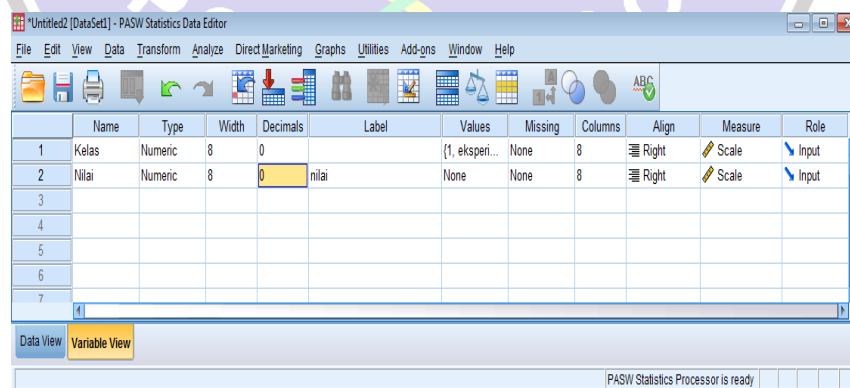 *Untitled2 [DataSet1] - PASW Statistics Data Editor
File Edit View Data Transform Analyze Direct Marketing Graphs Utilities Add-ons Window Help
Name Type Width Decimals Label Values Missing Columns Align Measure Role
1 Kelas Numeric 8 0 {1, eksperi... None 8 Right Scale Input
2 Nilai Numeric 8 0 nilai None None 8 Right Scale Input
3
4
5
6
7
Data View Variable View
PASW Statistics Processor is ready